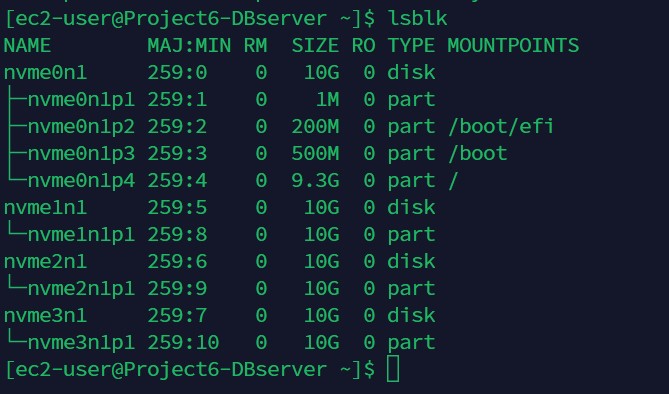 [ec2-user@Project6-DBserver ~]$ lsblk
NAME        MAJ:MIN RM  SIZE RO TYPE MOUNTPOINTS
nvme0n1     259:0    0   10G  0 disk
├─nvme0n1p1 259:1    0    1M  0 part
├─nvme0n1p2 259:2    0  200M  0 part /boot/efi
├─nvme0n1p3 259:3    0  500M  0 part /boot
└─nvme0n1p4 259:4    0  9.3G  0 part /
nvme1n1     259:5    0   10G  0 disk
└─nvme1n1p1 259:8    0   10G  0 part
nvme2n1     259:6    0   10G  0 disk
└─nvme2n1p1 259:9    0   10G  0 part
nvme3n1     259:7    0   10G  0 disk
└─nvme3n1p1 259:10   0   10G  0 part
[ec2-user@Project6-DBserver ~]$